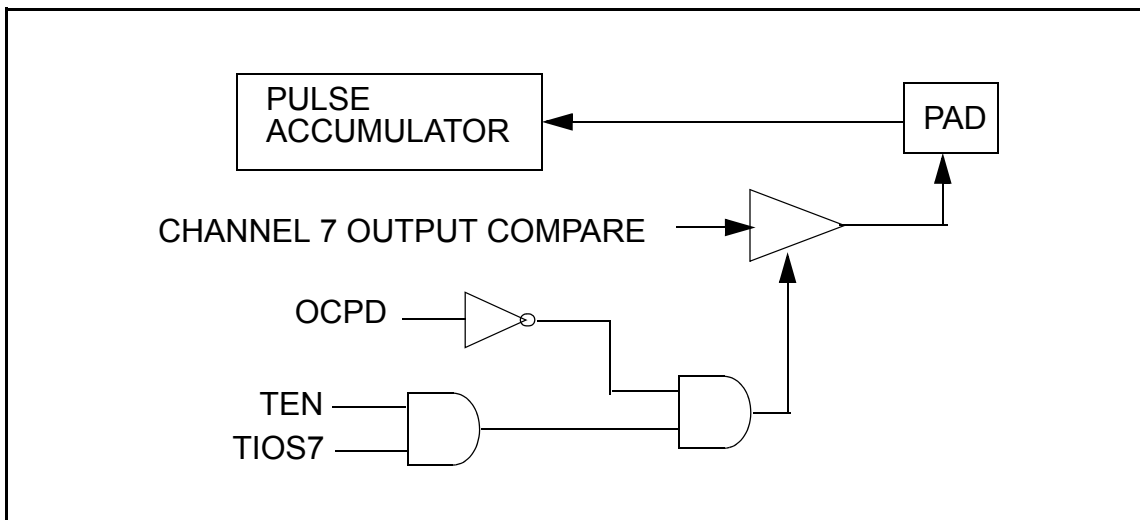 PULSE
ACCUMULATOR
PAD
CHANNEL 7 OUTPUT COMPARE
OCPD
TEN
TIOS7